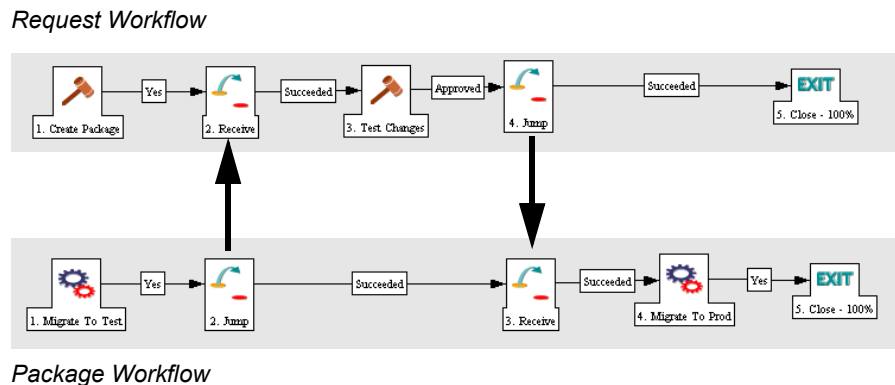 Request Workflow
Yes
Succeeded
Approved
Succeeded
EXIT
1. Create Package
2. Receive
3. Test Changes
4. Jump
5. Close - 100%
Yes
Succeeded
Succeeded
Yes
EXIT
1. Migrate To Test
2. Jump
3. Receive
4. Migrate To Prod
5. Close - 100%
Package Workflow